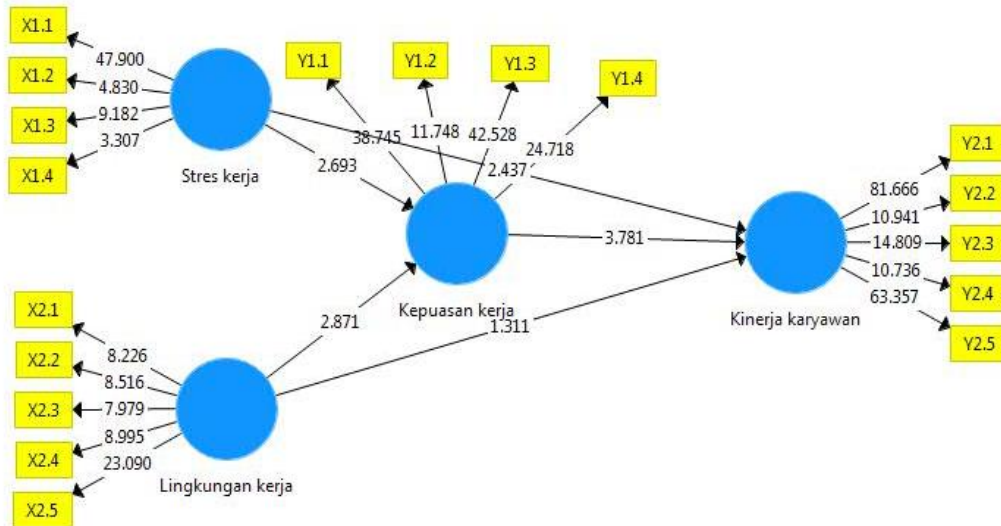 X1.1
47.900
X1.2
4.830
X1.3
9.182
X1.4
3.307
Stres kerja
2.693
2.437
Y1.1
Y1.2
Y1.3
Y1.4
38.745
11.748
42.528
24.718
Kepuasan kerja
3.781
X2.1
8.226
X2.2
8.516
X2.3
7.979
X2.4
8.995
X2.5
23.090
Lingkungan kerja
2.871
1.311
Y2.1
81.666
Y2.2
10.941
Y2.3
14.809
Y2.4
10.736
Y2.5
63.357
Kinerja karyawan